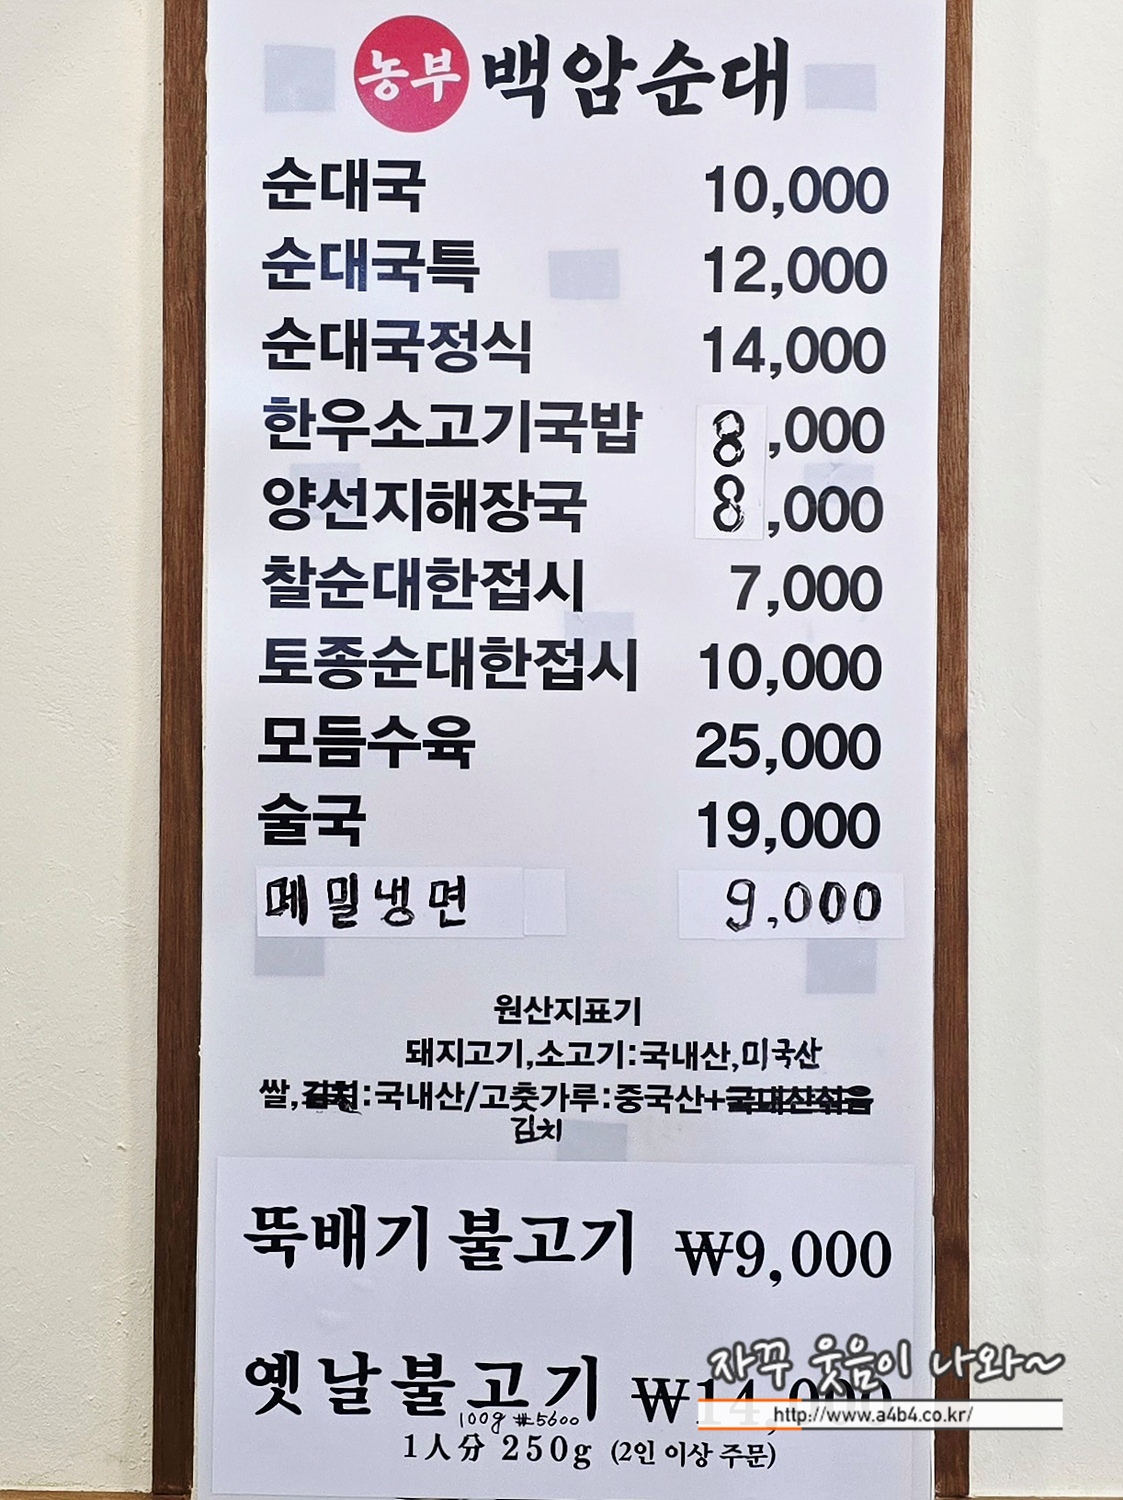 농부 백암순대
순대국 10,000
순대국특 12,000
순대국정식 14,000
한우소고기국밥 8,000
양선지해장국 8,000
찰순대한접시 7,000
토종순대한접시 10,000
모듬수육 25,000
술국 19,000
메밀냉면 9,000
원산지표기
돼지고기,소고기:국내산,미국산
쌀,김치:국내산/고춧가루:중국산+국내산섞음
김치
뚝배기 불고기 ₩9,000
자꾸 웃음이 나와~
옛날불고기 ₩14,000
http://www.a4b4.co.kr/
100g ₩5600
1人分 250g (2인 이상 주문)